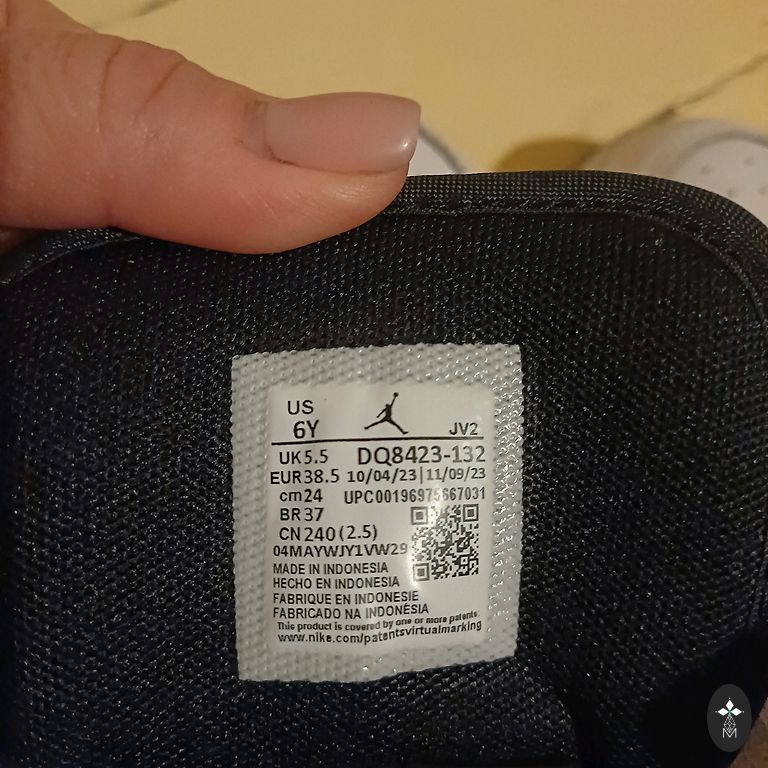 US
6Y
JV2
UK 5.5 DQ8423-132
EUR 38.5 10/04/23|11/09/23
cm 24 UPC00196975667031
BR 37
CN 240 (2.5)
04MAYWJY1VW29
MADE IN INDONESIA
HECHO EN INDONESIA
FABRIQUE EN INDONESIE
FABRICADO NA INDONÉSIA
This product is covered by one or more patents:
www.nike.com/patentsvirtualmarking
M